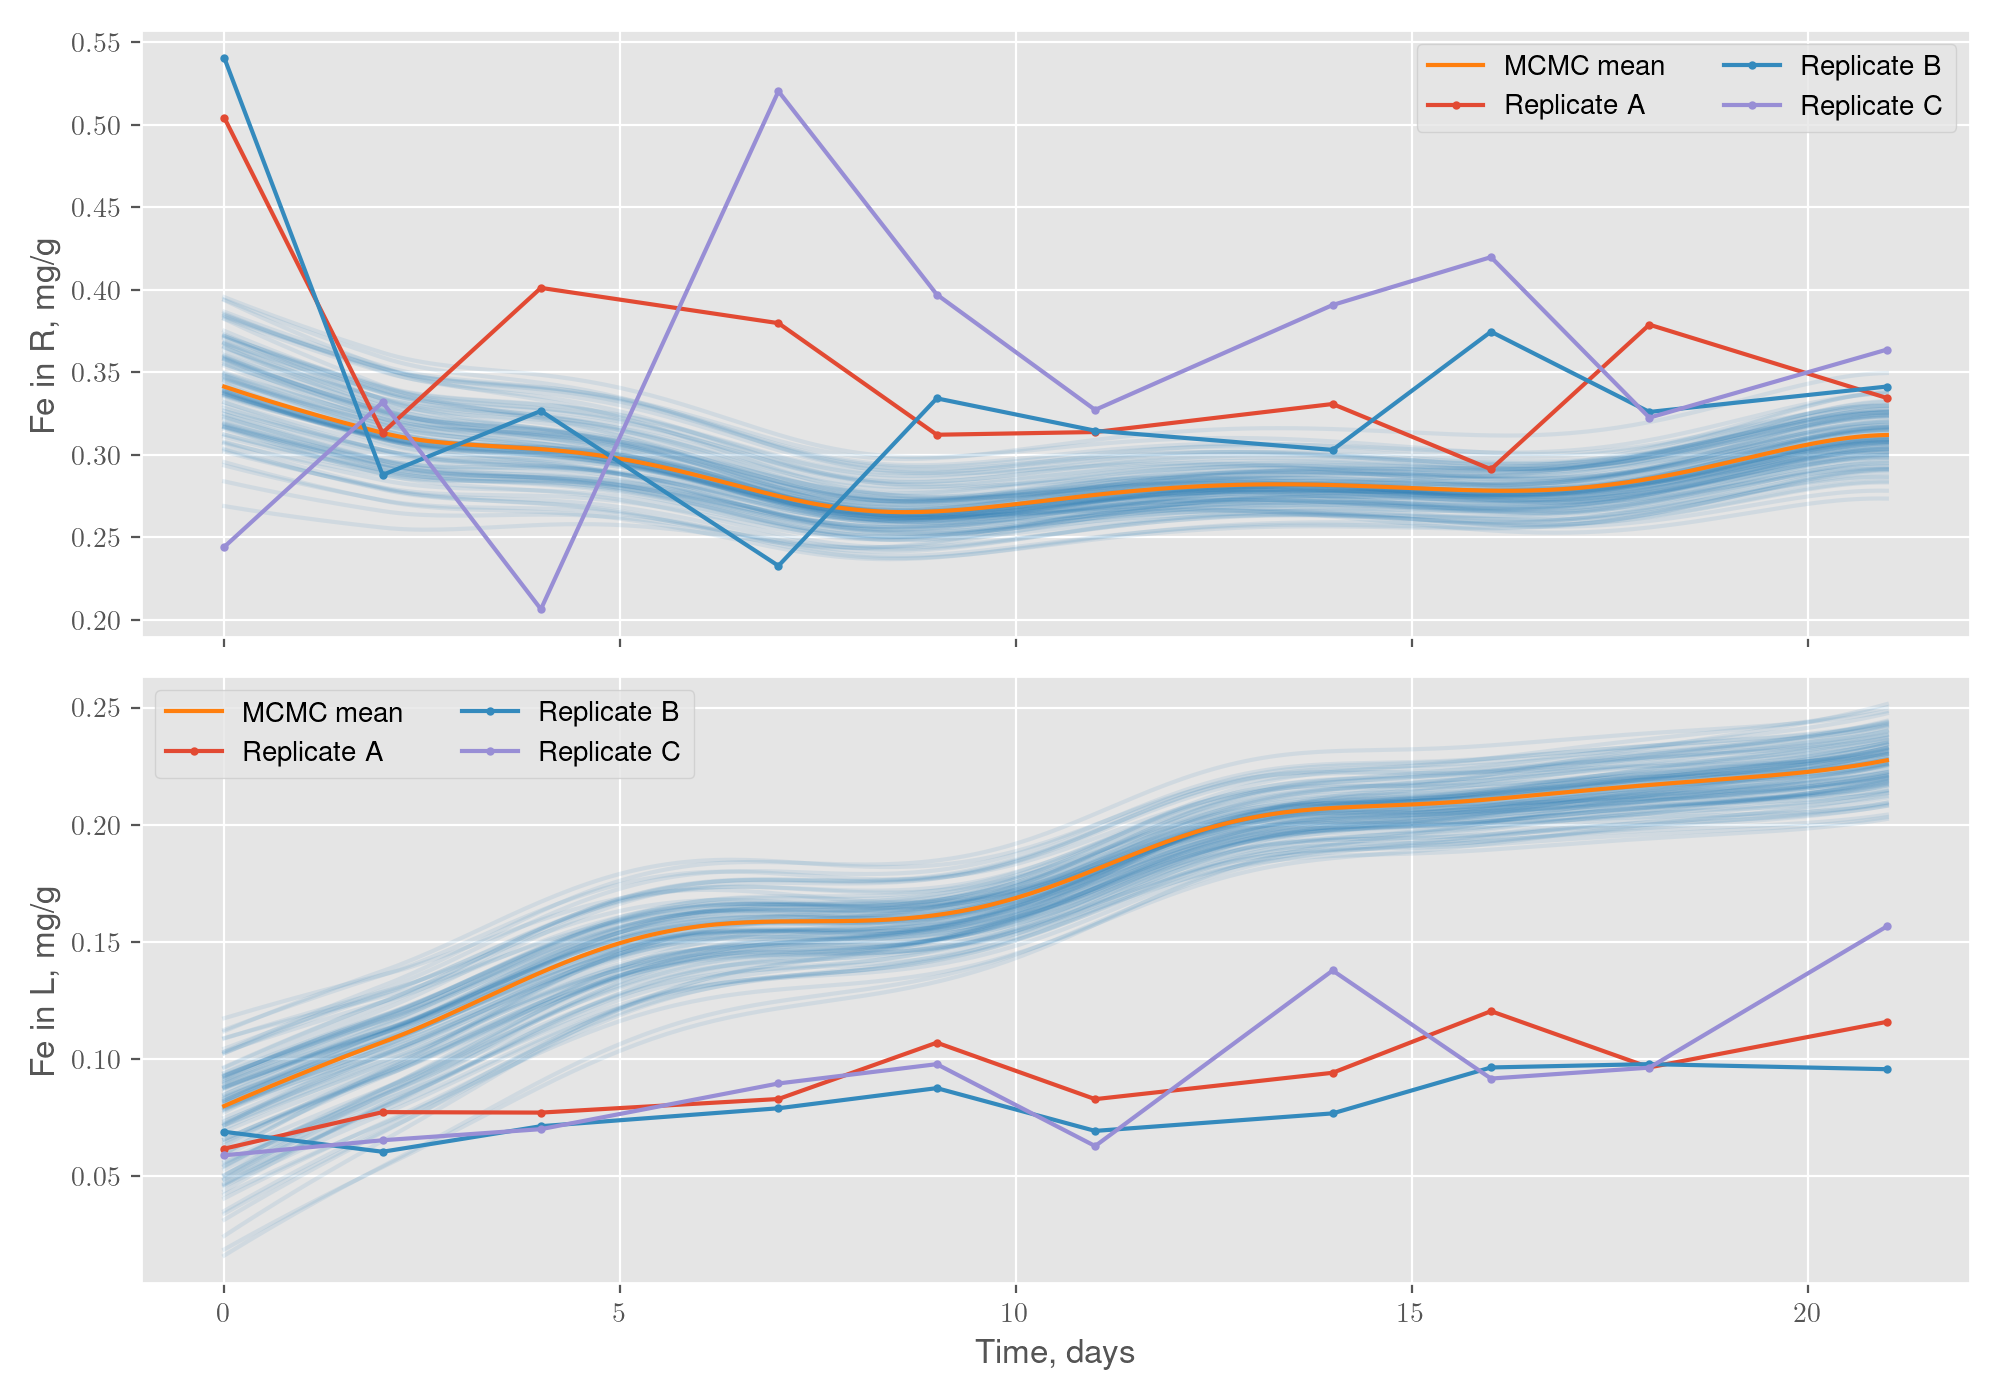 0.55
0.50
0.45
0.40
0.35
0.30
0.25
0.20
Fe in R, mg/g
MCMC mean
Replicate A
Replicate B
Replicate C
0.25
0.20
0.15
0.10
0.05
Fe in L, mg/g
MCMC mean
Replicate A
Replicate B
Replicate C
0 5 10 15 20
Time, days